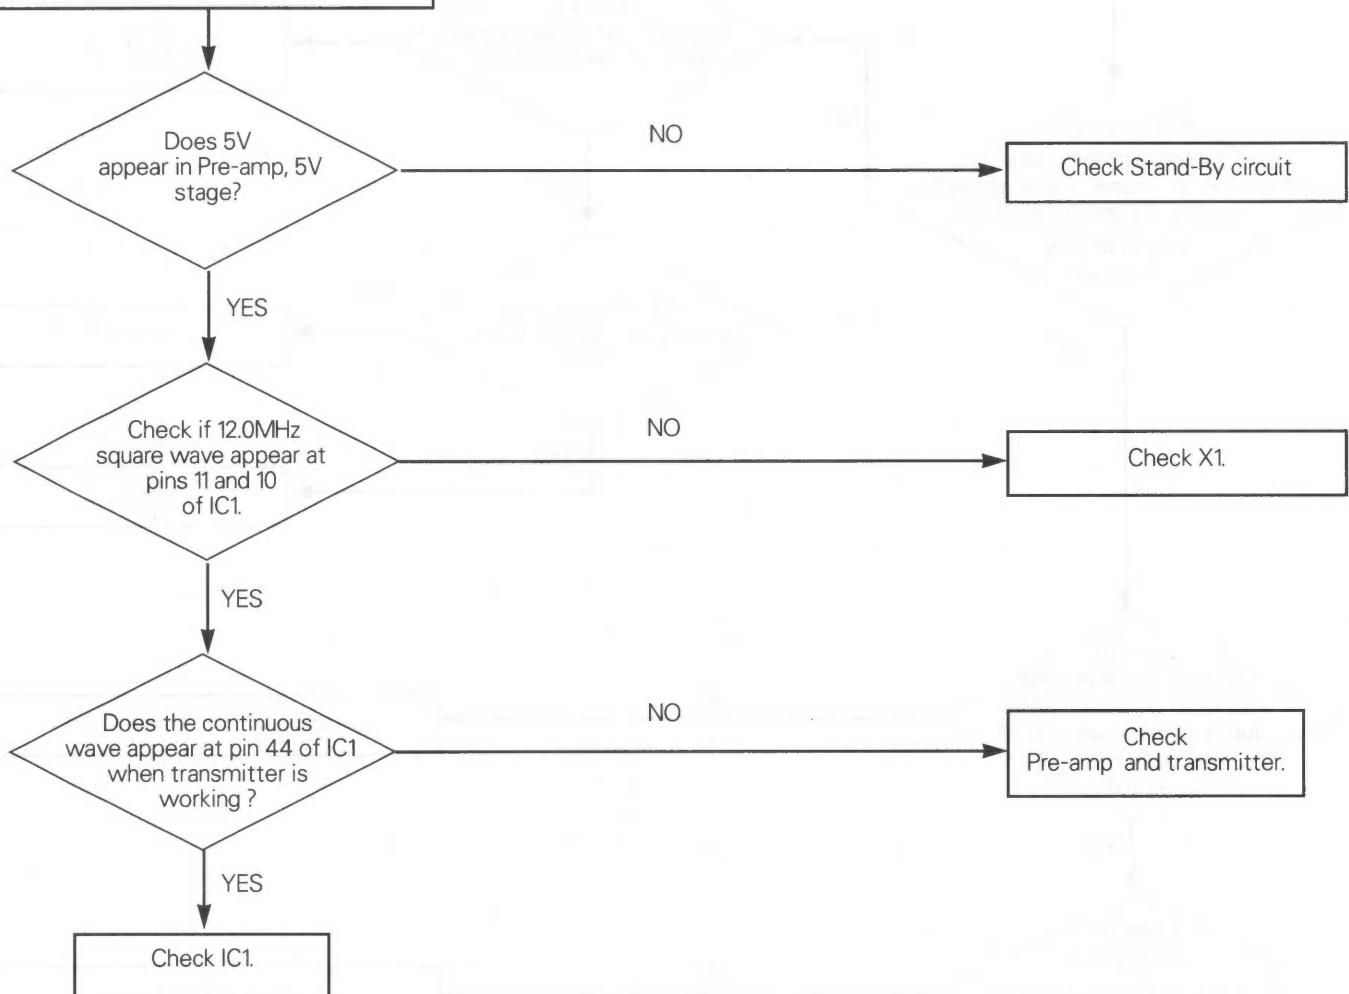 Does 5V
appear in Pre-amp, 5V
stage?
NO
Check Stand-By circuit
YES
Check if 12.0MHz
square wave appear at
pins 11 and 10
of IC1.
NO
Check X1.
YES
Does the continuous
wave appear at pin 44 of IC1
when transmitter is
working ?
NO
Check
Pre-amp and transmitter.
YES
Check IC1.